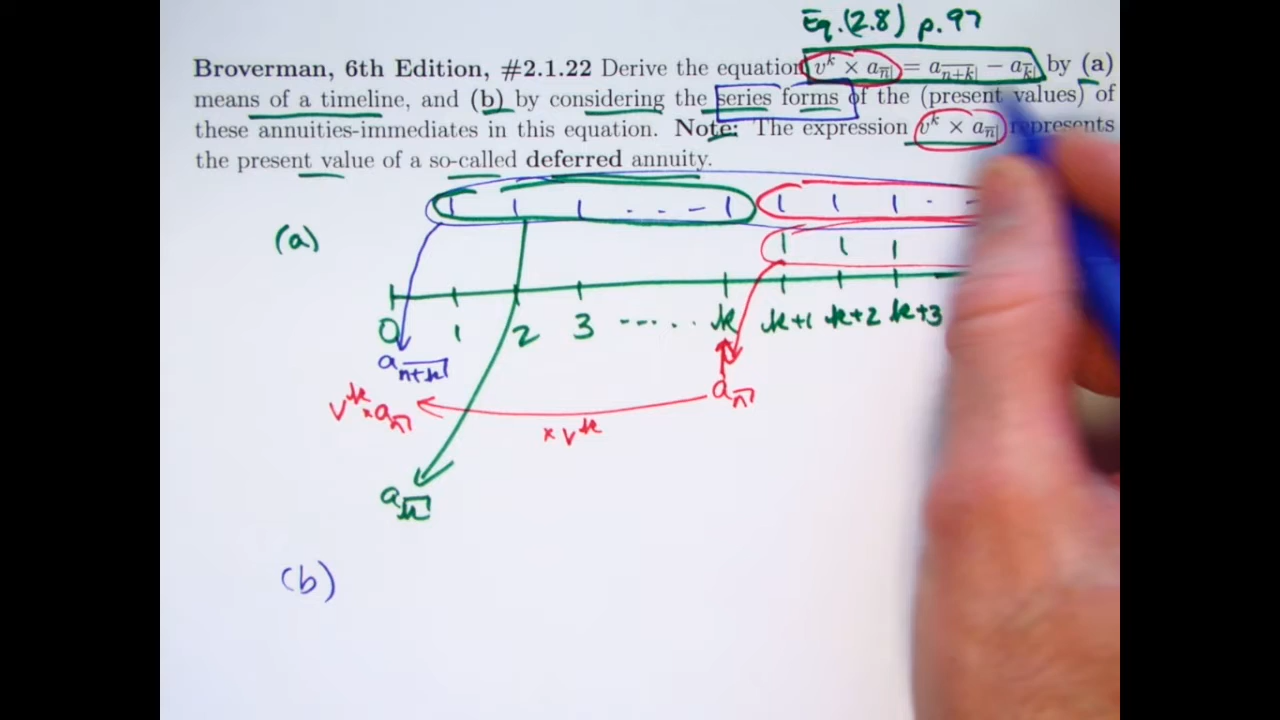 Eq.(2.8) p.97
Broverman, 6th Edition, #2.1.22 Derive the equation v^k × a_n̅| = a_n+k̅| − a_k̅| by (a)
means of a timeline, and (b) by considering the series forms of the (present values) of
these annuities-immediates in this equation. Note: The expression v^k × a_n̅| represents
the present value of a so-called deferred annuity.
1 1 1 . . – 1 1 1 1 . -
(a) 1 1 1
0 1 2 3 ...... k k+1 k+2 k+3
a_n+k̅|
v^k × a_n̅| × v^k a_n̅|
a_k̅|
(b)